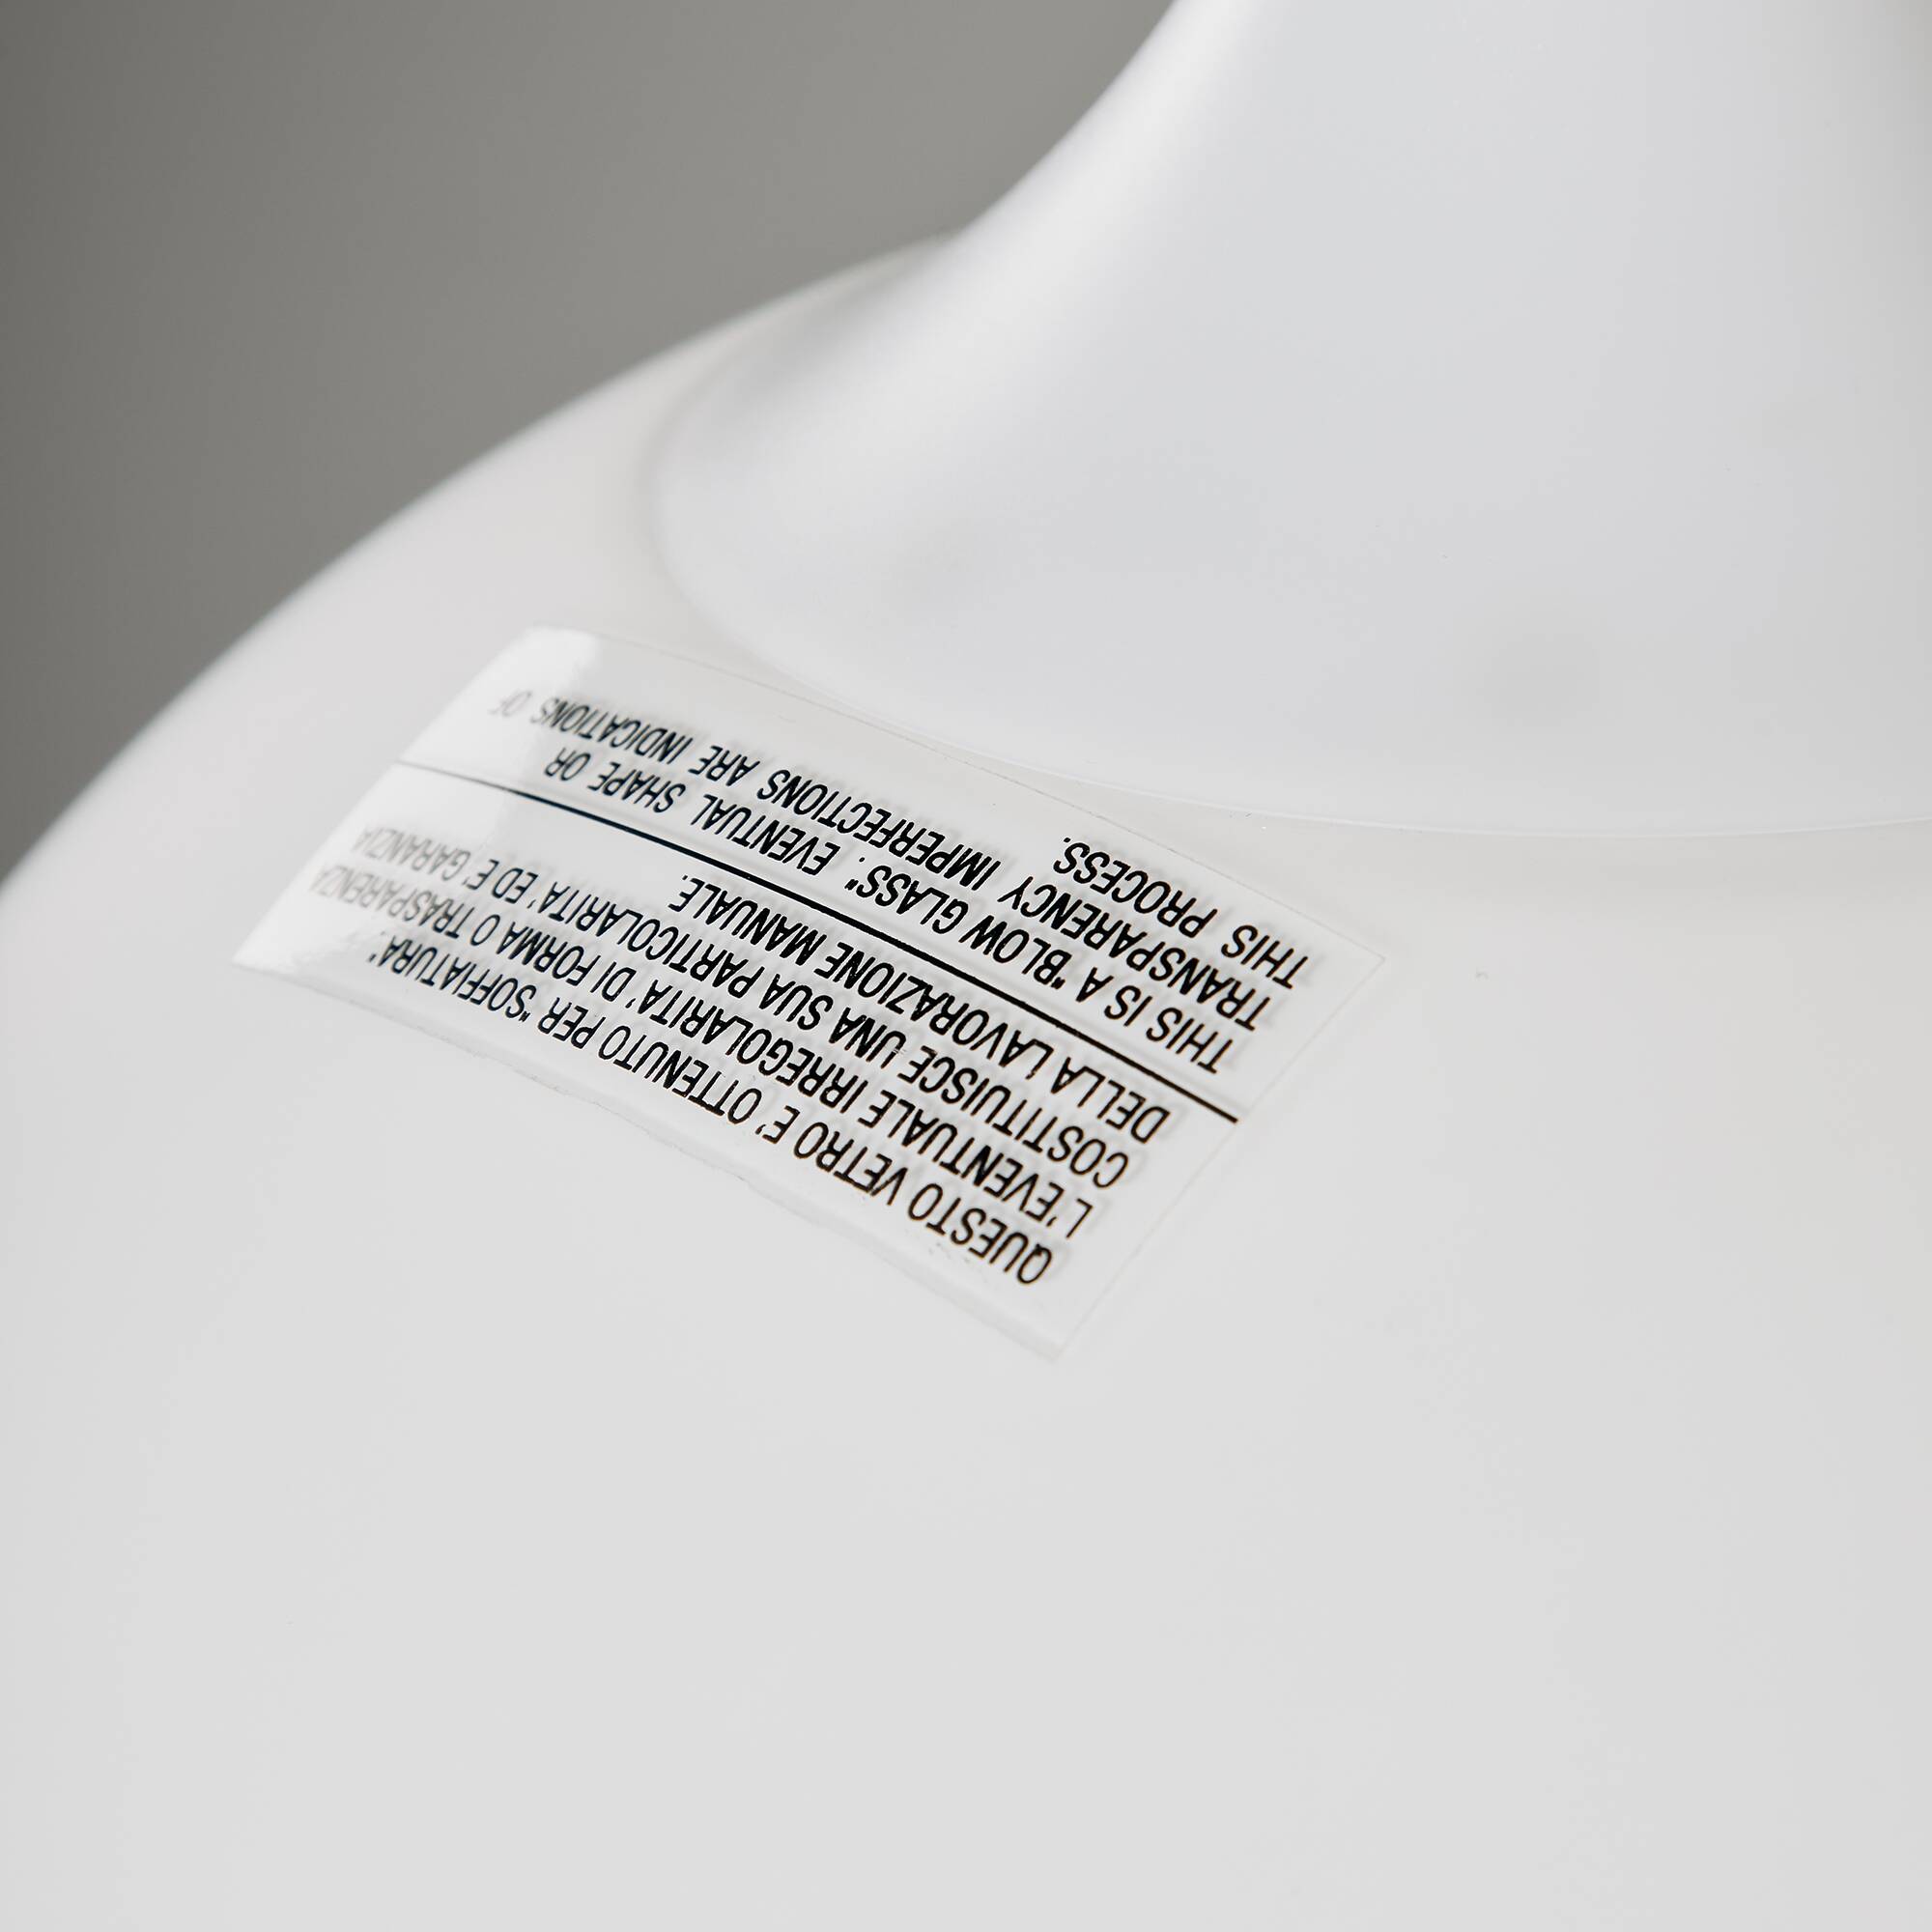 QUESTO VETRO E' OTTENUTO PER "SOFFIATURA".
L'EVENTUALE IRREGOLARITA' DI FORMA O TRASPARENZA
COSTITUISCE UNA SUA PARTICOLARITA' ED E' GARANZIA
DELLA LAVORAZIONE MANUALE.
THIS IS A "BLOW GLASS". EVENTUAL SHAPE OR
TRANSPARENCY IMPERFECTIONS ARE INDICATIONS OF
THIS PROCESS.